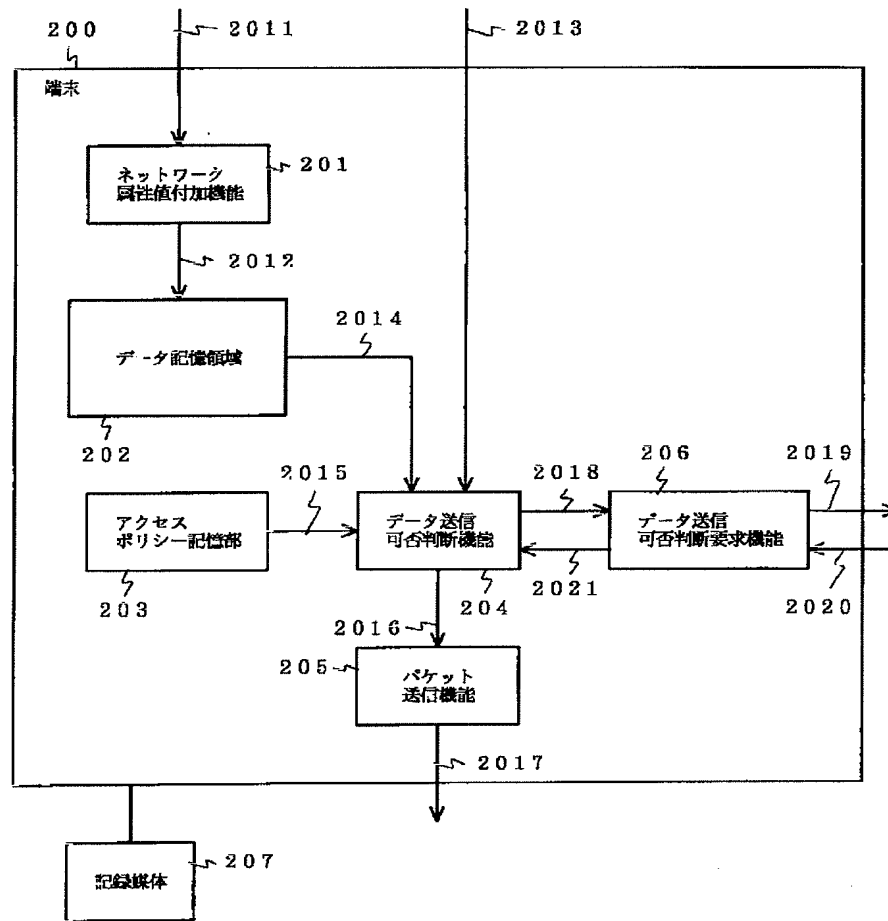 200
2011
2013
端末
ネットワーク
属性値付加機能
201
2012
データ記憶領域
2014
202
2015
2018
206
2019
アクセス
ポリシー記憶部
データ送信
可否判断機能
データ送信
可否判断要求機能
203
204
2021
2020
2016
205
パケット
送信機能
2017
記録媒体
207